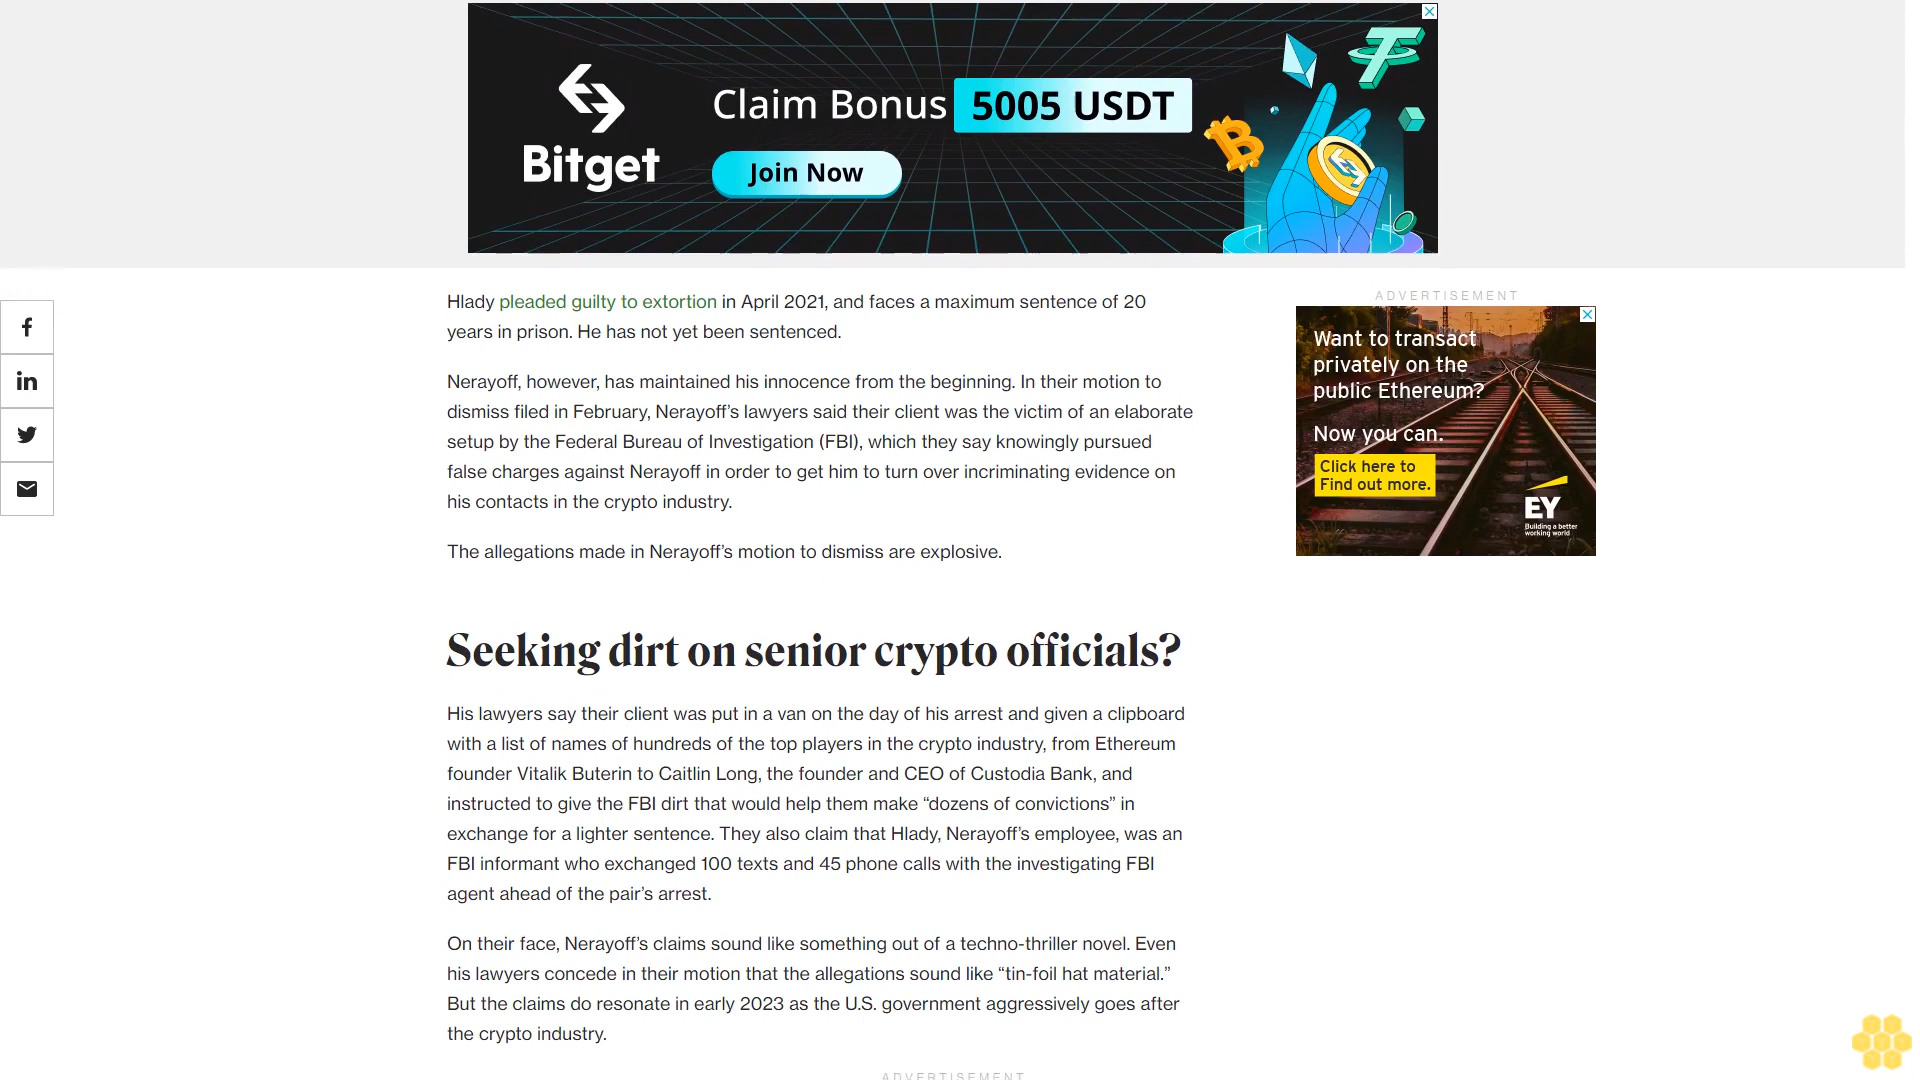 Bitget
Claim Bonus 5005 USDT
Join Now
Hlady pleaded guilty to extortion in April 2021, and faces a maximum sentence of 20
years in prison. He has not yet been sentenced.
Nerayoff, however, has maintained his innocence from the beginning. In their motion to
dismiss filed in February, Nerayoff’s lawyers said their client was the victim of an elaborate
setup by the Federal Bureau of Investigation (FBI), which they say knowingly pursued
false charges against Nerayoff in order to get him to turn over incriminating evidence on
his contacts in the crypto industry.
The allegations made in Nerayoff’s motion to dismiss are explosive.
Seeking dirt on senior crypto officials?
His lawyers say their client was put in a van on the day of his arrest and given a clipboard
with a list of names of hundreds of the top players in the crypto industry, from Ethereum
founder Vitalik Buterin to Caitlin Long, the founder and CEO of Custodia Bank, and
instructed to give the FBI dirt that would help them make “dozens of convictions” in
exchange for a lighter sentence. They also claim that Hlady, Nerayoff’s employee, was an
FBI informant who exchanged 100 texts and 45 phone calls with the investigating FBI
agent ahead of the pair’s arrest.
On their face, Nerayoff’s claims sound like something out of a techno-thriller novel. Even
his lawyers concede in their motion that the allegations sound like “tin-foil hat material.”
But the claims do resonate in early 2023 as the U.S. government aggressively goes after
the crypto industry.
ADVERTISEMENT
ADVERTISEMENT
Want to transact
privately on the
public Ethereum?
Now you can.
Click here to
Find out more.
EY
Building a better
working world